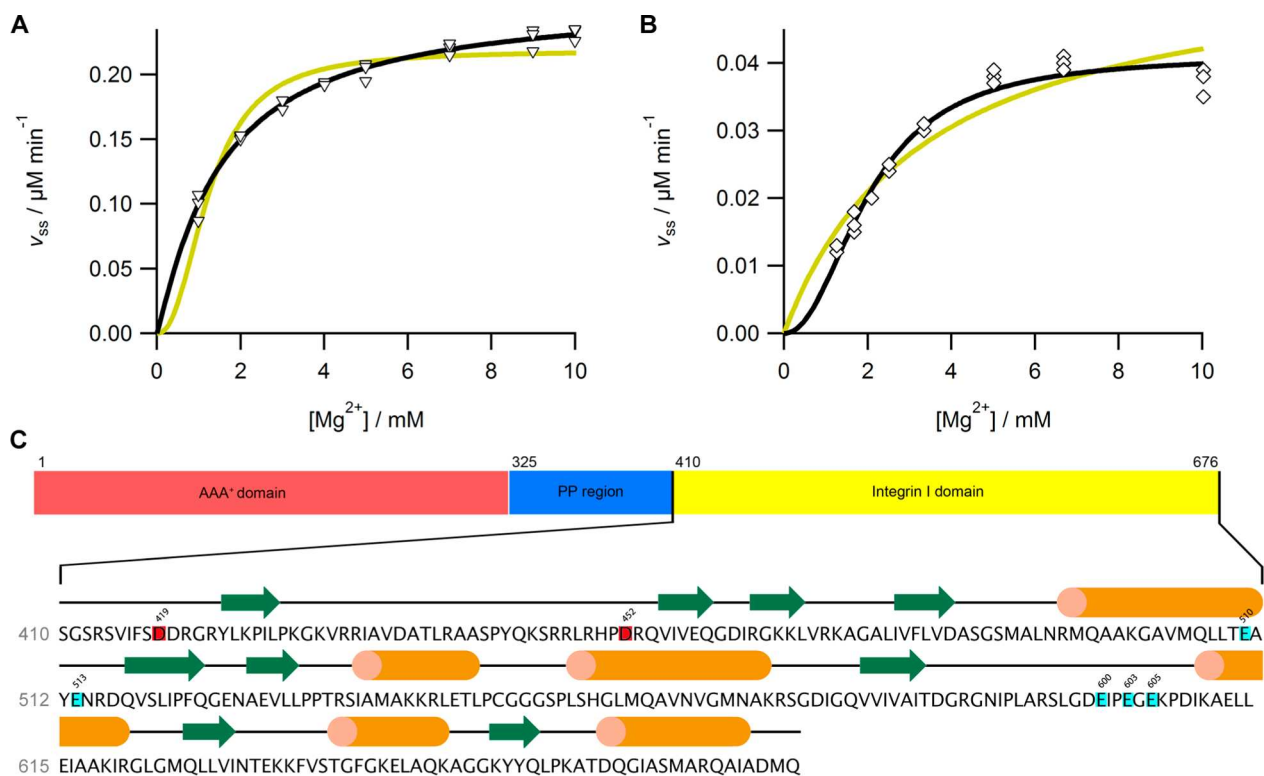 A
B
0.20
0.15
0.10
0.05
0.00
v_ss / µM min⁻¹
0 2 4 6 8 10
[Mg²⁺] / mM
0.04
0.03
0.02
0.01
0.00
v_ss / µM min⁻¹
0 2 4 6 8 10
[Mg²⁺] / mM
C
1 325 410 676
AAA⁺ domain PP region Integrin I domain
419 452 510
410 SGSRSVIFSDDRGRYLKPILPKGKVRRIAVDATLRAASPYQKSRRLRHPDRQVIVEQGDIRGKKLVRKAGALIVFLVDASGSMALNRMQAAKGAVMQLLTEA
513 600 603 605
512 YENRDQVSLIPFQGENAEVLLPPTRSIAMAKKRLETLPCGGGSPLSHGLMQAVNVGMNAKRSGDIGQVVIVAITDGRGNIPLARSLGDEIPEGEKPDIKAELL
615 EIAAKIRGLGMQLLVINTEKKFVSTGFGKELAQKAGGKYYQLPKATDQGIASMARQAIADMQ